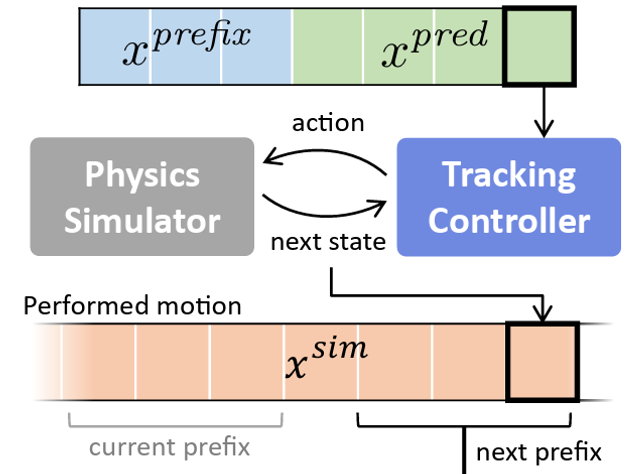 x^prefix x^pred
action
Physics
Simulator
Tracking
Controller
next state
Performed motion
x^sim
current prefix
next prefix